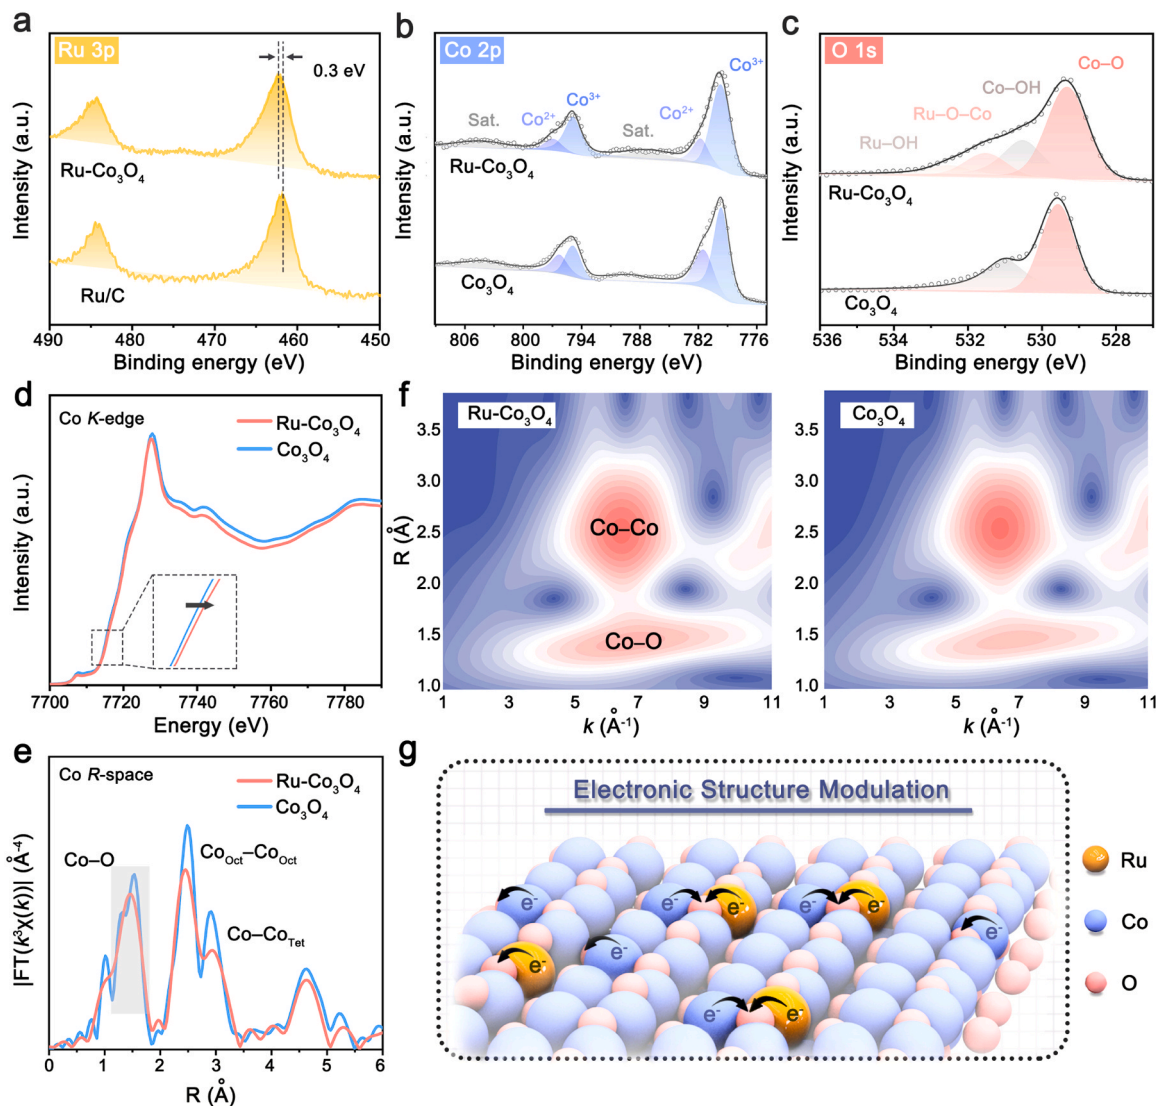 a
Ru 3p
0.3 eV
Ru-Co₃O₄
Ru/C
Intensity (a.u.)
490 480 470 460 450
Binding energy (eV)
b
Co 2p
Co³⁺
Co³⁺
Co²⁺
Co²⁺
Sat.
Sat.
Ru-Co₃O₄
Co₃O₄
Intensity (a.u.)
806 800 794 788 782 776
Binding energy (eV)
c
O 1s
Co–O
Co–OH
Ru–O–Co
Ru–OH
Ru-Co₃O₄
Co₃O₄
Intensity (a.u.)
536 534 532 530 528
Binding energy (eV)
d
Co K-edge
Ru-Co₃O₄
Co₃O₄
Intensity (a.u.)
7700 7720 7740 7760 7780
Energy (eV)
f
Ru-Co₃O₄
Co–Co
Co–O
R (Å)
3.5
3.0
2.5
2.0
1.5
1.0
1 3 5 7 9 11
k (Å⁻¹)
Co₃O₄
3.5
3.0
2.5
2.0
1.5
1.0
1 3 5 7 9 11
k (Å⁻¹)
e
Co R-space
Ru-Co₃O₄
Co₃O₄
Co–O
Co_Oct–Co_Oct
Co–Co_Tet
|FT(k³χ(k))| (Å⁻⁴)
0 1 2 3 4 5 6
R (Å)
g
Electronic Structure Modulation
e⁻ e⁻ e⁻ e⁻ e⁻
e⁻ e⁻ e⁻
e⁻ e⁻
Ru
Co
O